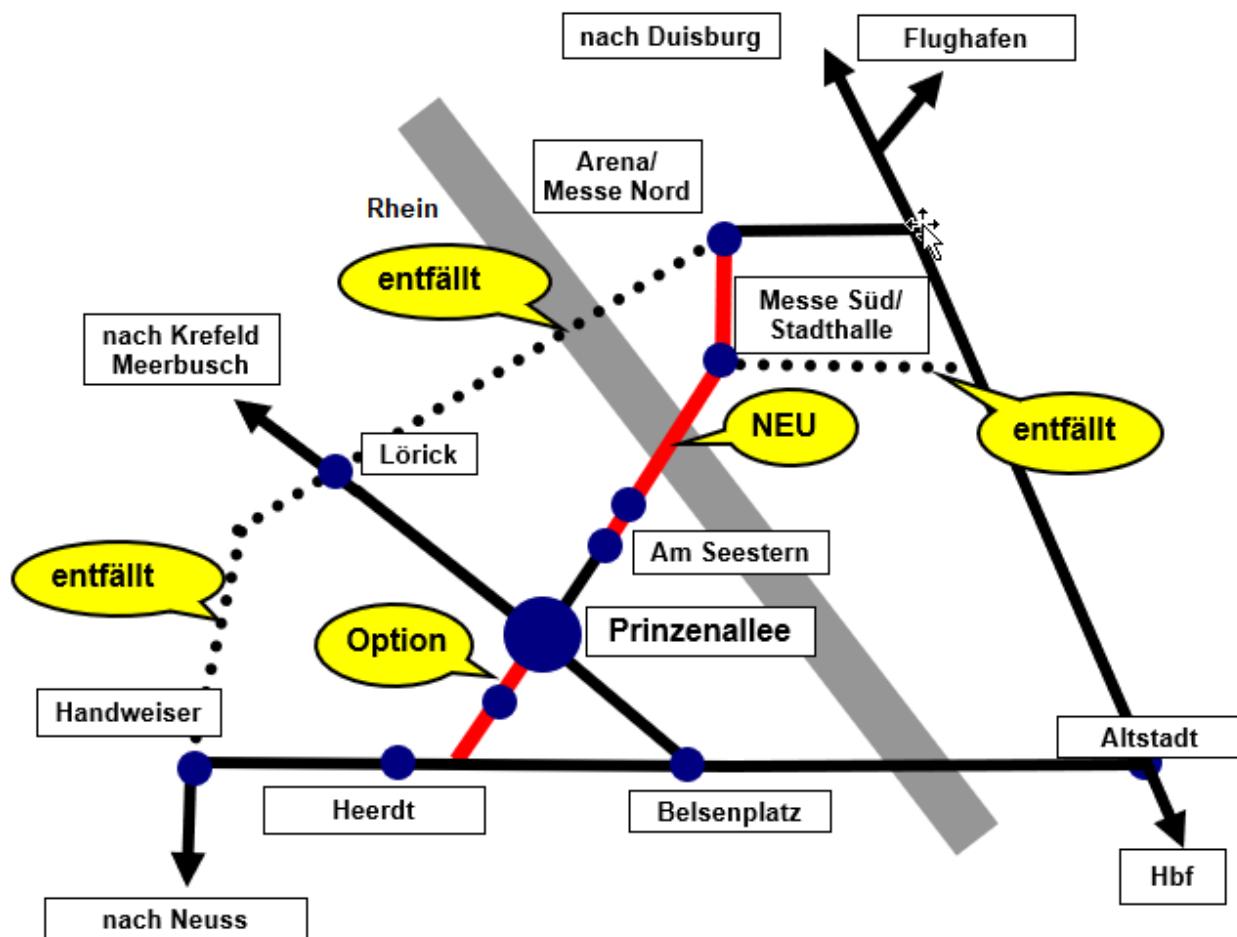 nach Duisburg
Flughafen
Arena/
Messe Nord
Rhein
entfällt
Messe Süd/
Stadthalle
nach Krefeld
Meerbusch
NEU
entfällt
Lörick
Am Seestern
entfällt
Option
Prinzenallee
Handweiser
Altstadt
Heerdt
Belsenplatz
Hbf
nach Neuss